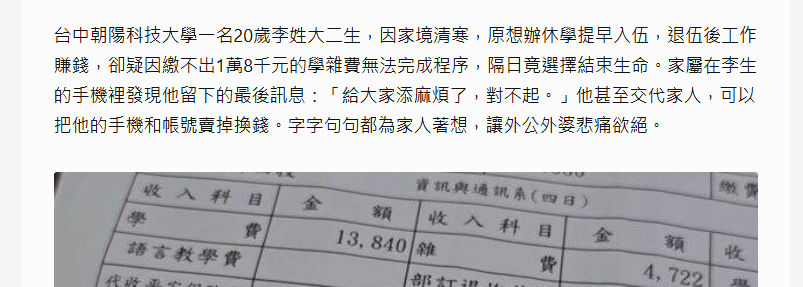 台中朝陽科技大學一名20歲李姓大二生，因家境清寒，原想辦休學提早入伍，退伍後工作
賺錢，卻疑因繳不出1萬8千元的學雜費無法完成程序，隔日竟選擇結束生命。家屬在李生
的手機裡發現他留下的最後訊息：「給大家添麻煩了，對不起。」他甚至交代家人，可以
把他的手機和帳號賣掉換錢。字字句句都為家人著想，讓外公外婆悲痛欲絕。
資訊與通訊系(四日)
繳費
收入科目 金額 收入科目 金額 收
學費 13,840 雜費 4,722
語言教學費